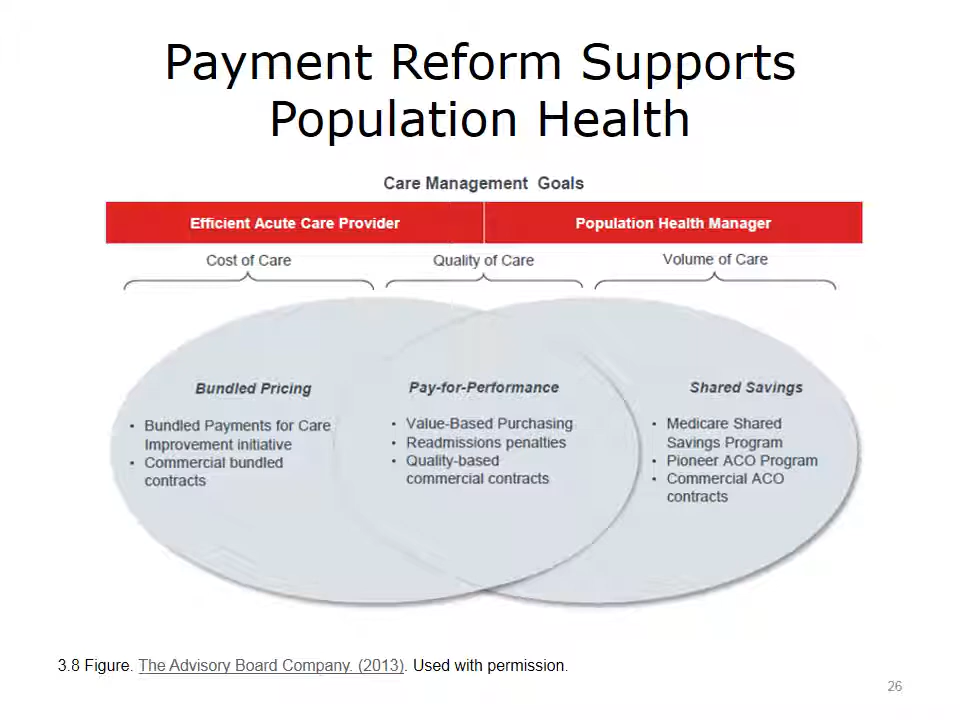 Payment Reform Supports
Population Health
Care Management Goals
Efficient Acute Care Provider
Population Health Manager
Cost of Care
Quality of Care
Volume of Care
Bundled Pricing
• Bundled Payments for Care
Improvement initiative
• Commercial bundled
contracts
Pay-for-Performance
• Value-Based Purchasing
• Readmissions penalties
• Quality-based
commercial contracts
Shared Savings
• Medicare Shared
Savings Program
• Pioneer ACO Program
• Commercial ACO
contracts
3.8 Figure. The Advisory Board Company. (2013). Used with permission.
26